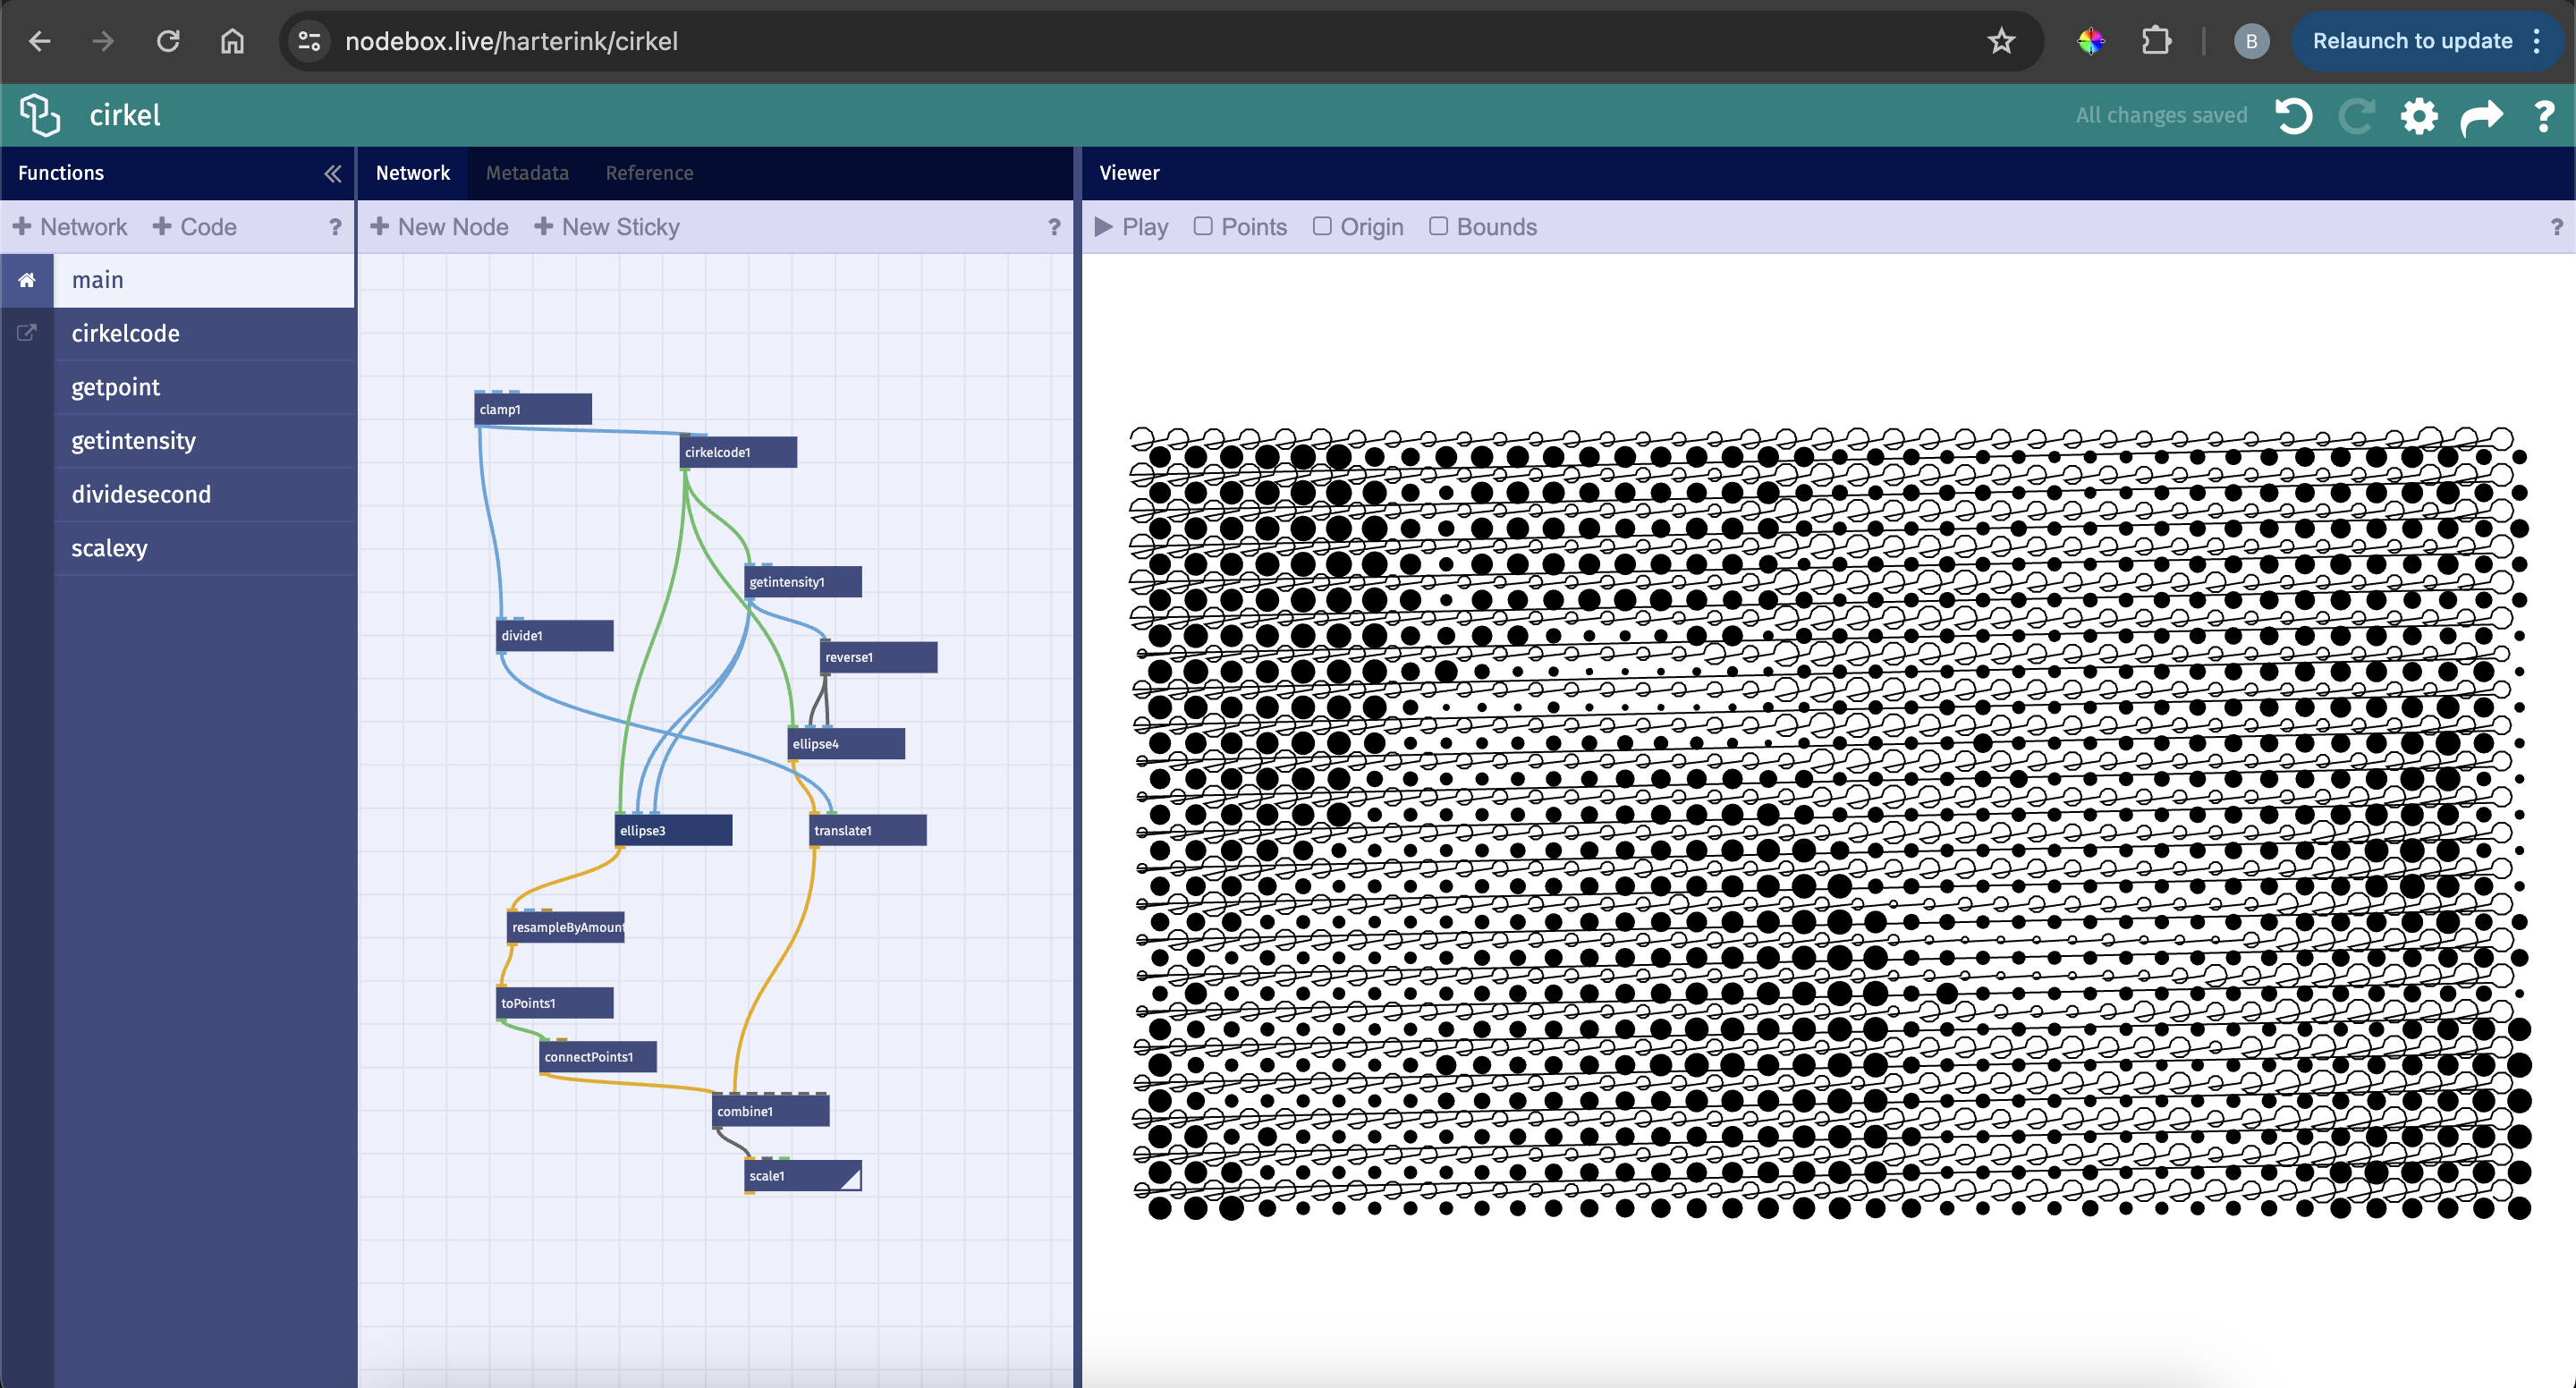 nodebox.live/harterink/cirkel
B
Relaunch to update
cirkel
All changes saved
?
Functions
Network
Metadata
Reference
Viewer
+ Network
+ Code
?
+ New Node
+ New Sticky
?
Play
Points
Origin
Bounds
?
main
cirkelcode
getpoint
getintensity
dividesecond
scalexy
clamp1
cirkelcode1
getintensity1
divide1
reverse1
ellipse4
ellipse3
translate1
resampleByAmount
toPoints1
connectPoints1
combine1
scale1